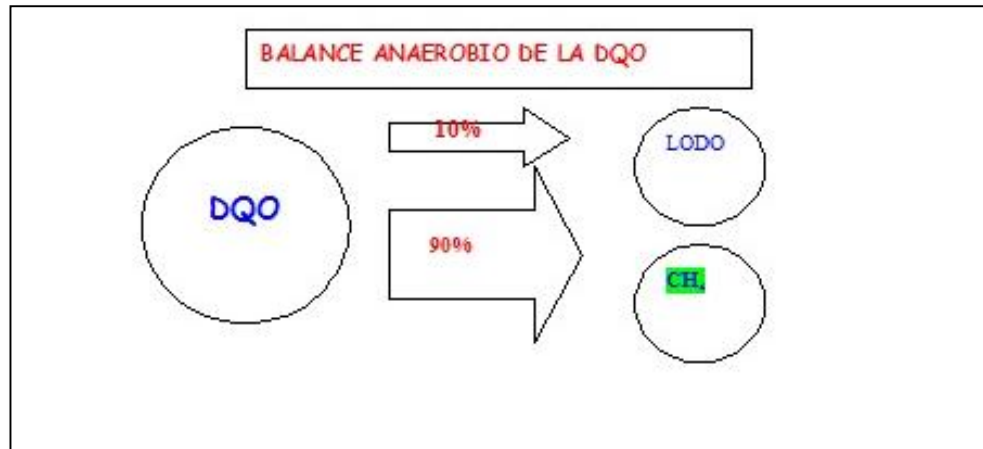 BALANCE ANAEROBIO DE LA DQO
10%
LODO
DQO
90%
CH₄